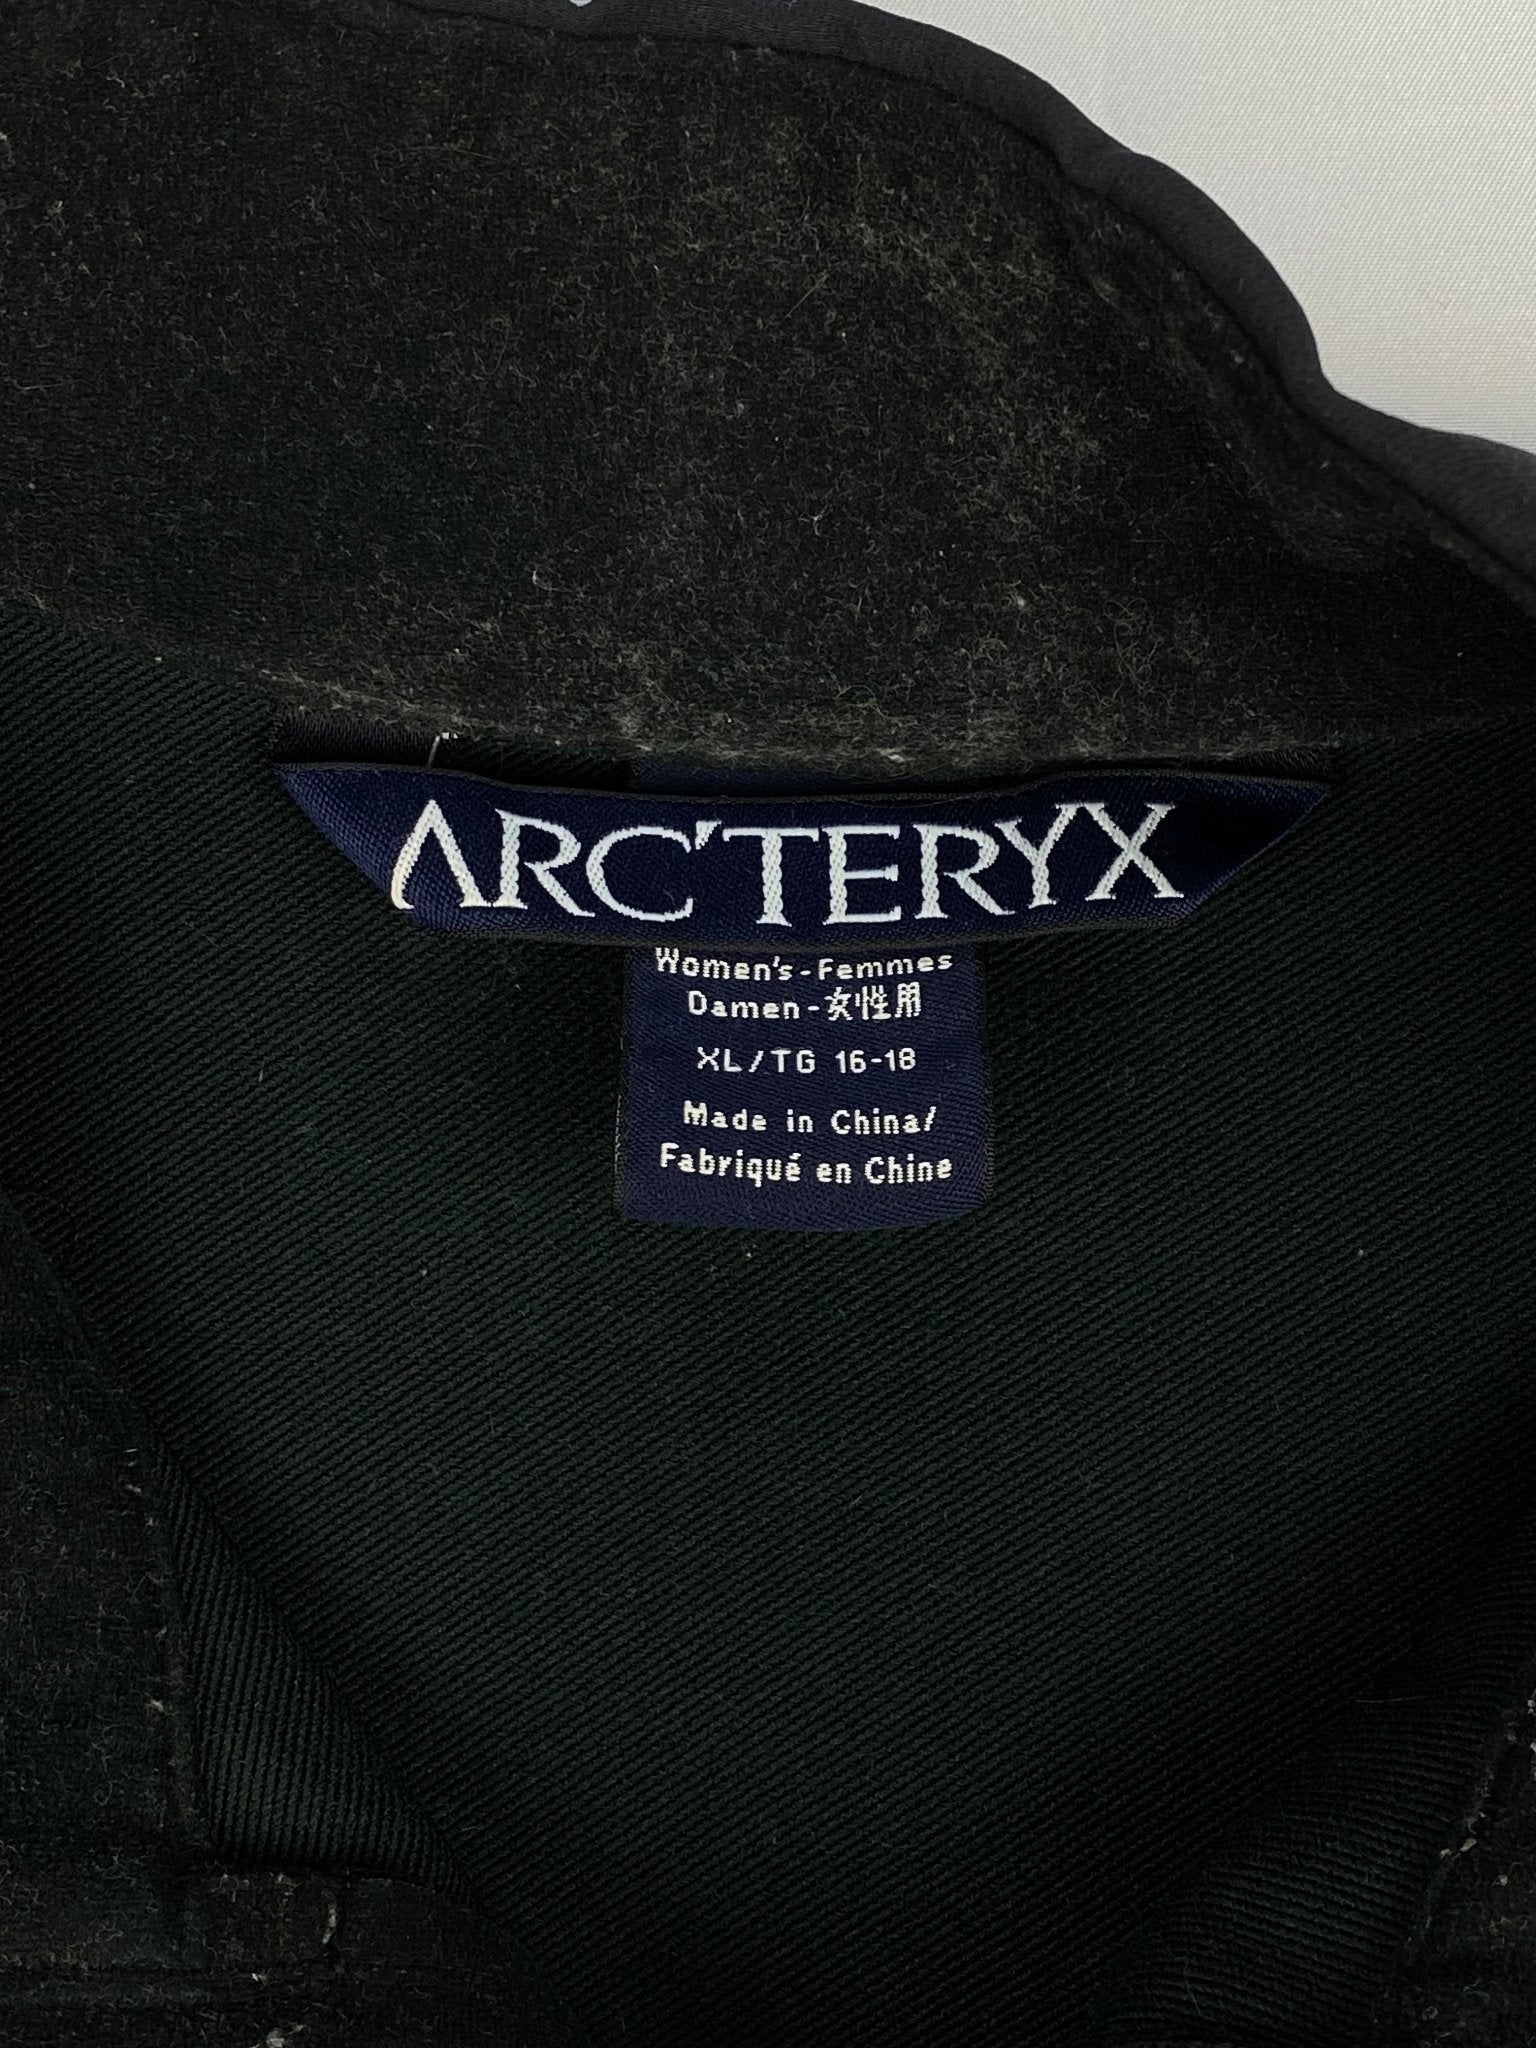 ARC'TERYX
Women's-Femmes
Damen-女性用
XL/TG 16-18
Made in China/
Fabriqué en Chine